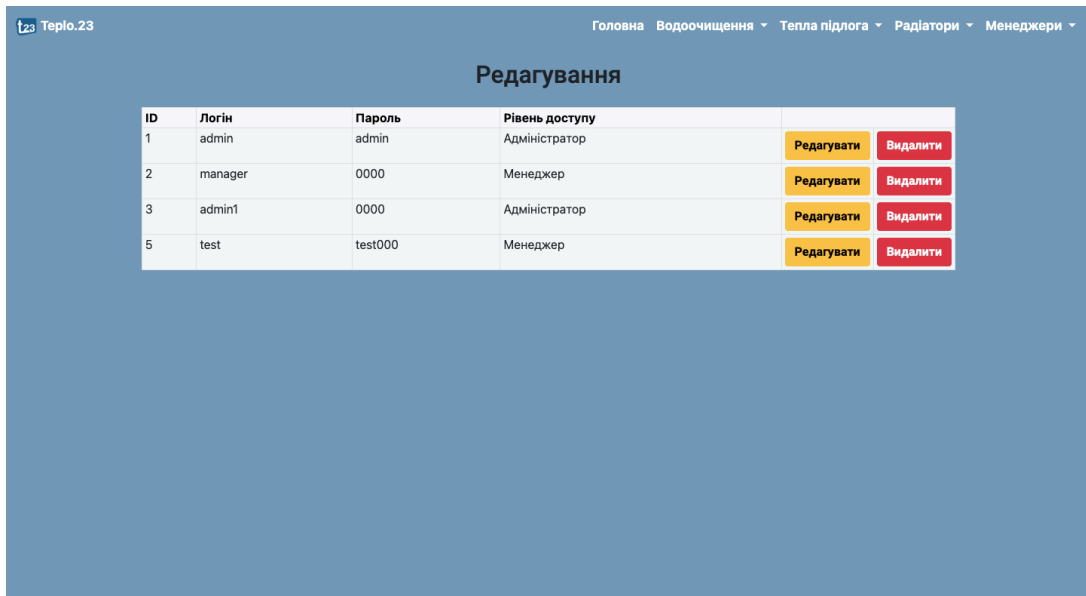 t23 Teplo.23 Головна Водоочищення Тепла підлога Радіатори Менеджери
Редагування
ID Логін Пароль Рівень доступу
1 admin admin Адміністратор Редагувати Видалити
2 manager 0000 Менеджер Редагувати Видалити
3 admin1 0000 Адміністратор Редагувати Видалити
5 test test000 Менеджер Редагувати Видалити